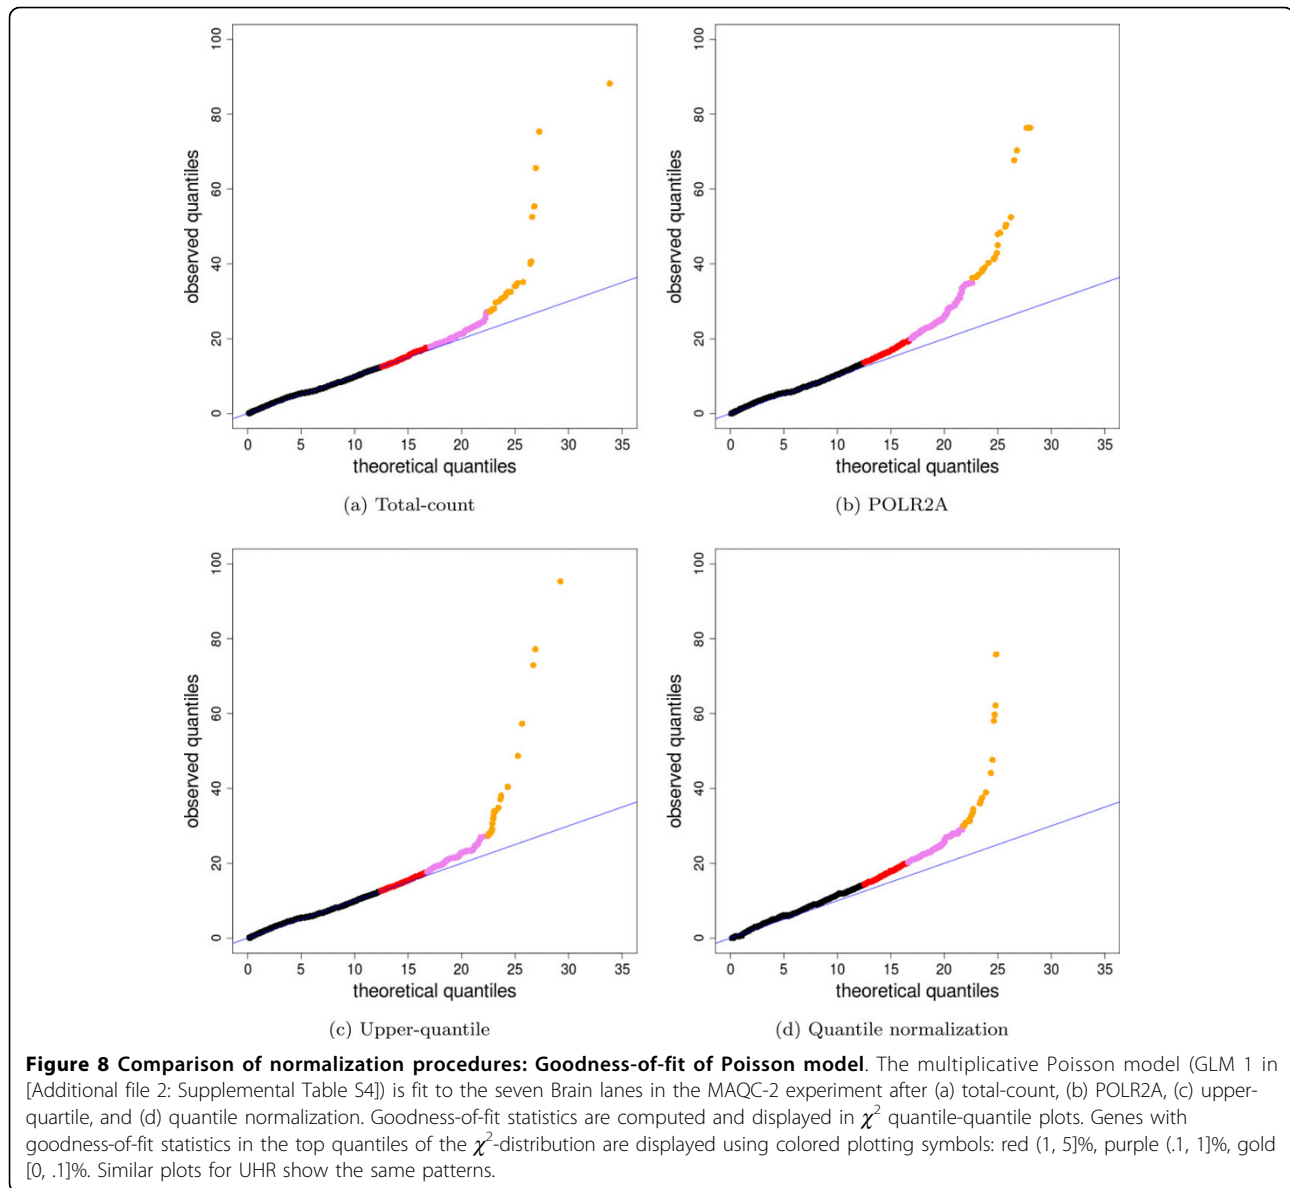 100
80
60
40
20
0
observed quantiles
0 5 10 15 20 25 30 35
theoretical quantiles
(a) Total-count
100
80
60
40
20
0
observed quantiles
0 5 10 15 20 25 30 35
theoretical quantiles
(b) POLR2A
100
80
60
40
20
0
observed quantiles
0 5 10 15 20 25 30 35
theoretical quantiles
(c) Upper-quantile
100
80
60
40
20
0
observed quantiles
0 5 10 15 20 25 30 35
theoretical quantiles
(d) Quantile normalization
Figure 8 Comparison of normalization procedures: Goodness-of-fit of Poisson model. The multiplicative Poisson model (GLM 1 in
[Additional file 2: Supplemental Table S4]) is fit to the seven Brain lanes in the MAQC-2 experiment after (a) total-count, (b) POLR2A, (c) upper-
quartile, and (d) quantile normalization. Goodness-of-fit statistics are computed and displayed in χ² quantile-quantile plots. Genes with
goodness-of-fit statistics in the top quantiles of the χ²-distribution are displayed using colored plotting symbols: red (1, 5]%, purple (.1, 1]%, gold
[0, .1]%. Similar plots for UHR show the same patterns.